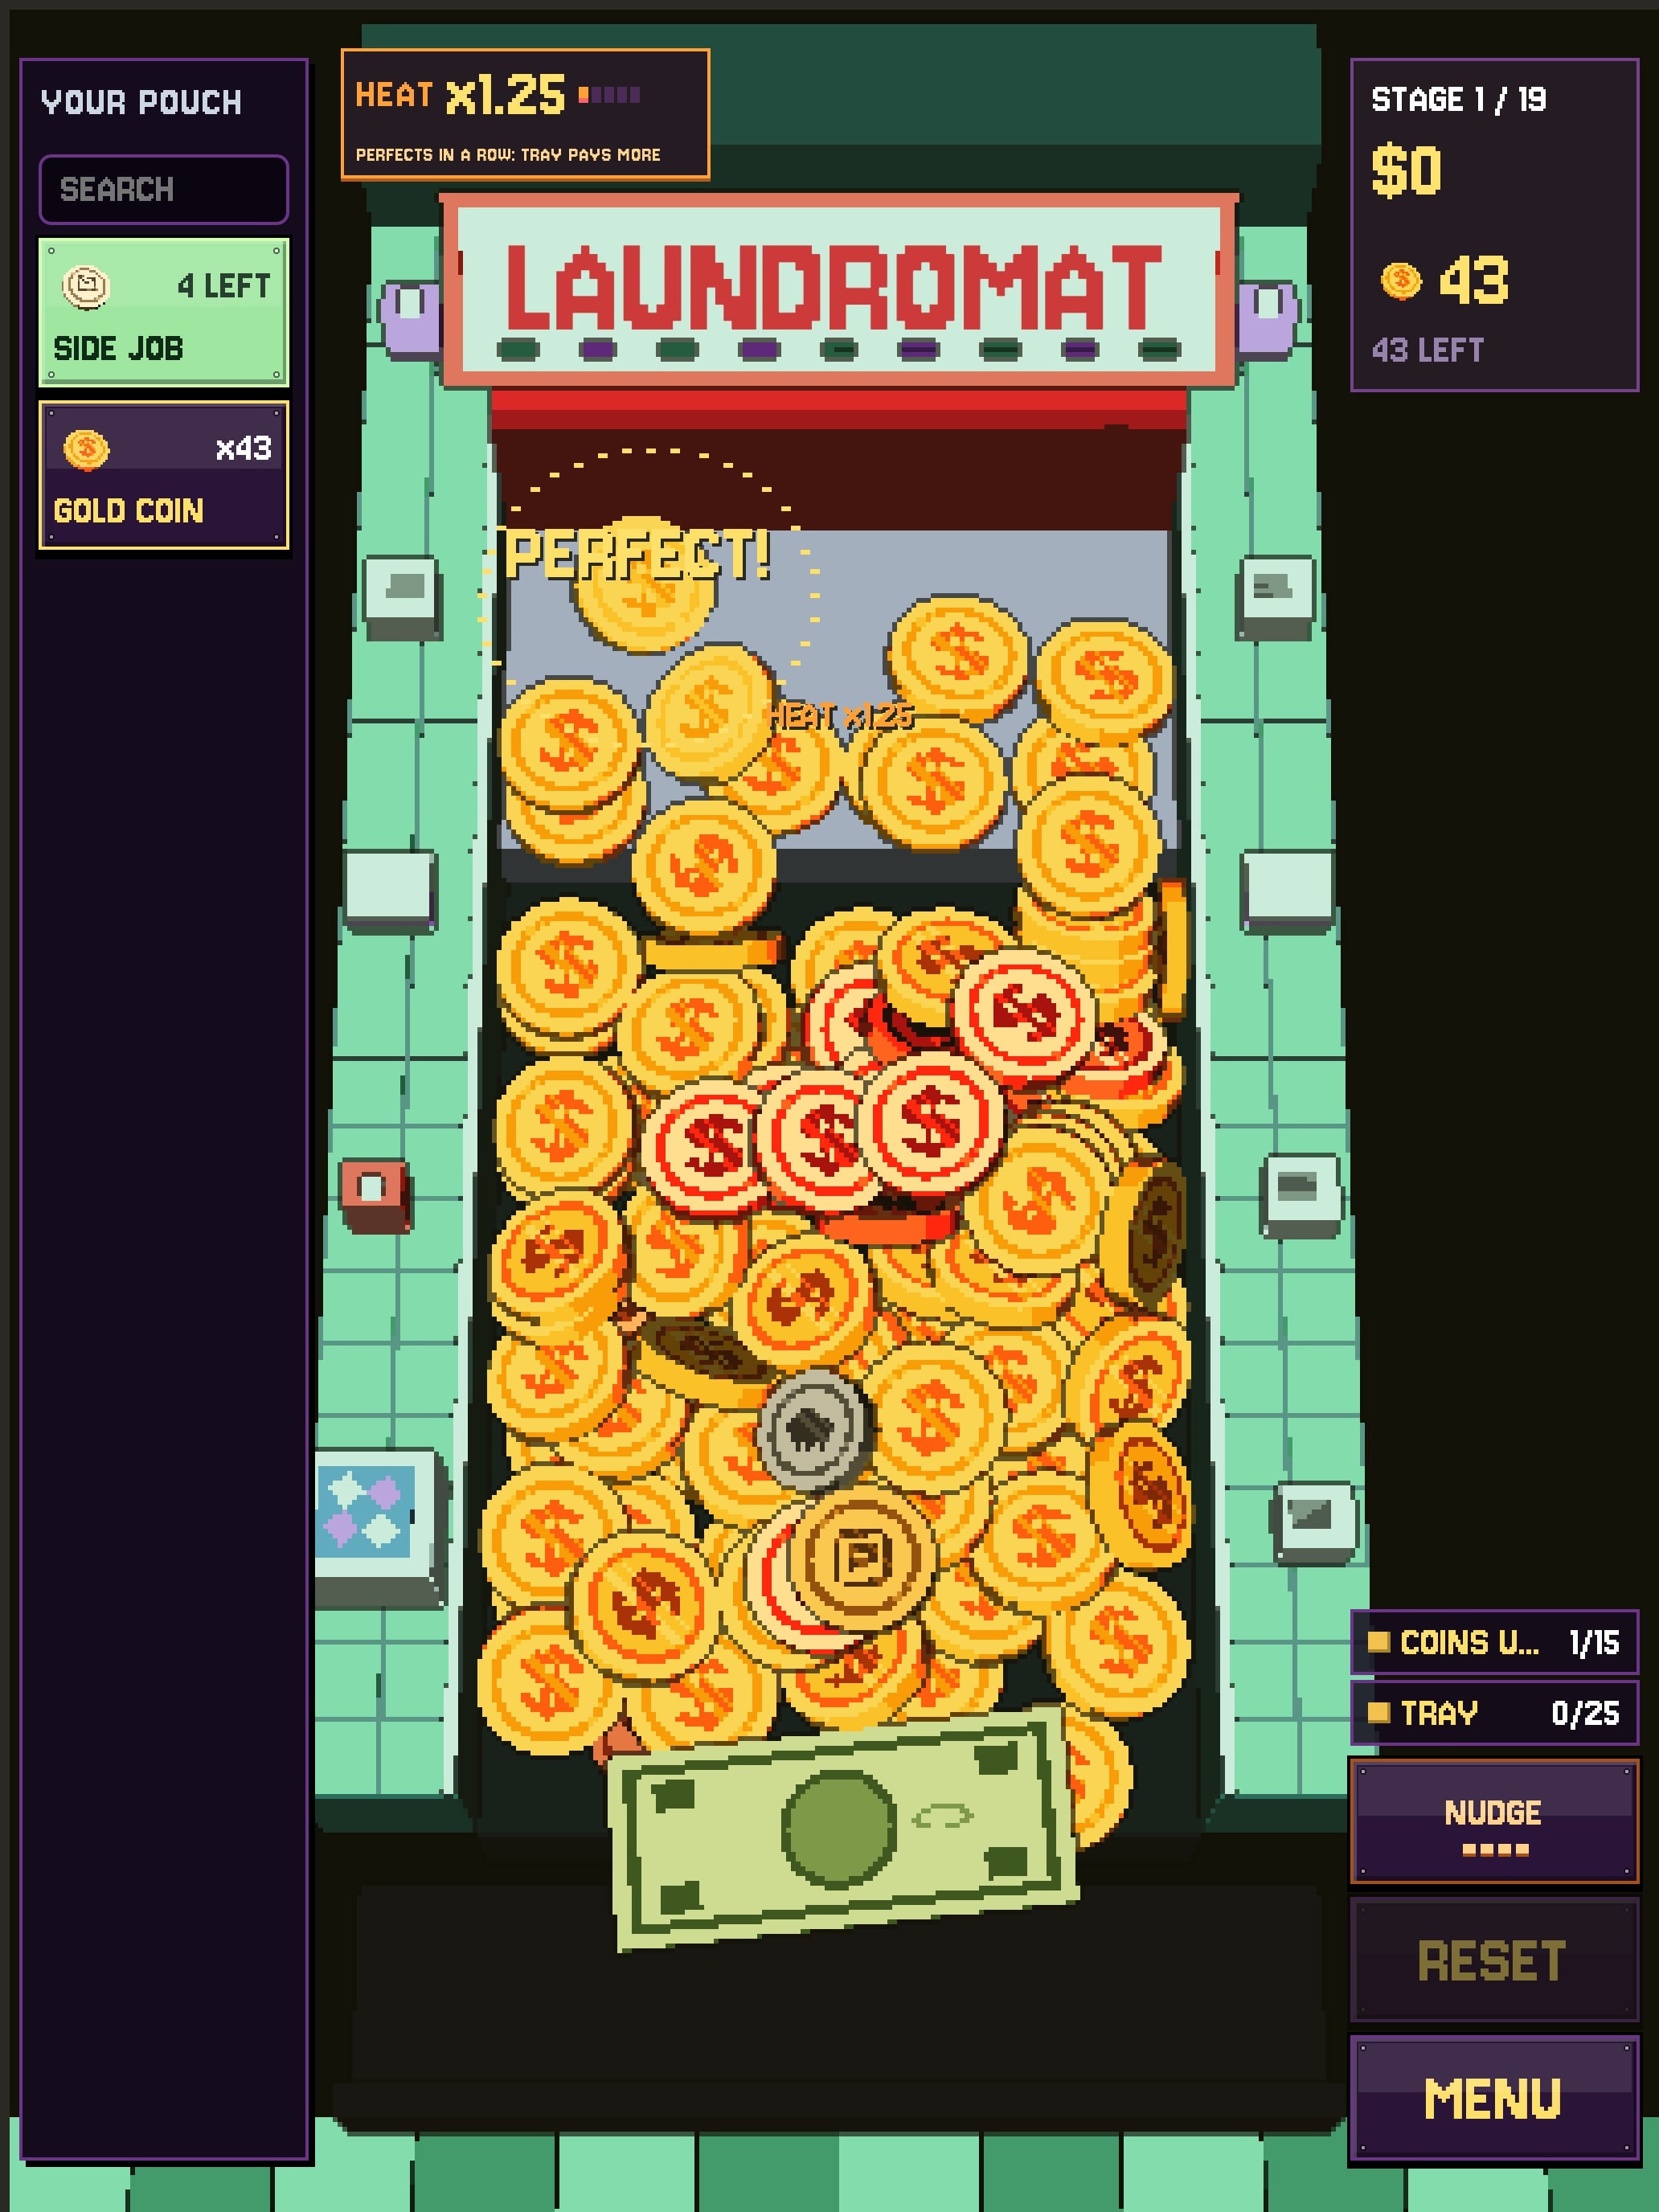 YOUR POUCH
SEARCH
4 LEFT
SIDE JOB
x43
GOLD COIN
HEAT x1.25
PERFECTS IN A ROW: TRAY PAYS MORE
LAUNDROMAT
PERFECT!
HEAT x1.25
STAGE 1 / 19
$0
43
43 LEFT
COINS U... 1/15
TRAY 0/25
NUDGE
RESET
MENU